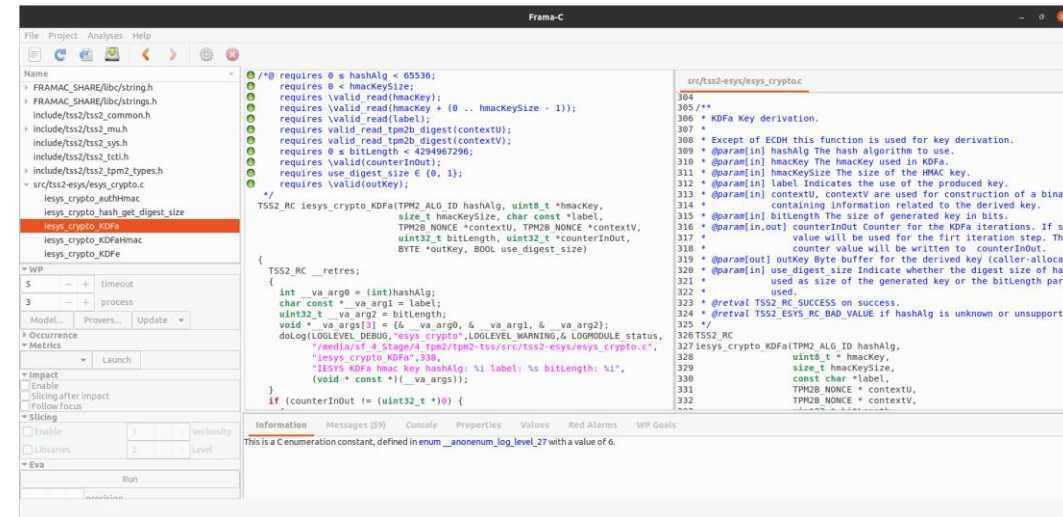 Frama-C
File Project Analyses Help
Name
FRAMAC_SHARE/libc/string.h
FRAMAC_SHARE/libc/strings.h
include/tss2/tss2_common.h
include/tss2/tss2_mu.h
include/tss2/tss2_sys.h
include/tss2/tss2_tcti.h
include/tss2/tss2_tpm2_types.h
src/tss2-esys/esys_crypto.c
iesys_crypto_authHmac
iesys_crypto_hash_get_digest_size
iesys_crypto_KDFa
iesys_crypto_KDFaHmac
iesys_crypto_KDFe
WP
5 - + timeout
3 - + process
Model... Provers... Update
Occurrence
Metrics
Launch
Impact
Enable
Slicing after impact
Follow focus
Slicing
Enable 1 - + Verbosity
Libraries 2 - + Level
Eva
Run
precision
/*@ requires 0 ≤ hashAlg < 65536;
requires 0 < hmacKeySize;
requires \valid_read(hmacKey);
requires \valid_read(hmacKey + (0 .. hmacKeySize - 1));
requires \valid_read(label);
requires valid_read_tpm2b_digest(contextU);
requires valid_read_tpm2b_digest(contextV);
requires 0 ≤ bitLength < 4294967296;
requires \valid(counterInOut);
requires use_digest_size ∈ {0, 1};
requires \valid(outKey);
*/
TSS2_RC iesys_crypto_KDFa(TPM2_ALG_ID hashAlg, uint8_t *hmacKey,
size_t hmacKeySize, char const *label,
TPM2B_NONCE *contextU, TPM2B_NONCE *contextV,
uint32_t bitLength, uint32_t *counterInOut,
BYTE *outKey, BOOL use_digest_size)
{
TSS2_RC __retres;
{
int __va_arg0 = (int)hashAlg;
char const *__va_arg1 = label;
uint32_t __va_arg2 = bitLength;
void *__va_args[3] = {& __va_arg0, & __va_arg1, & __va_arg2};
doLog(LOGLEVEL_DEBUG,"esys_crypto",LOGLEVEL_WARNING,& LOGMODULE_status,
"/media/sf_4_Stage/4_tpm2/tpm2-tss/src/tss2-esys/esys_crypto.c",
"iesys_crypto_KDFa",338,
"IESYS KDFa hmac key hashAlg: %i label: %s bitLength: %i",
(void * const *)(__va_args));
}
if (counterInOut != (uint32_t *)0) {
src/tss2-esys/esys_crypto.c
304
305 /**
306 * KDFa Key derivation.
307 *
308 * Except of ECDH this function is used for key derivation.
309 * @param[in] hashAlg The hash algorithm to use.
310 * @param[in] hmacKey The hmacKey used in KDFa.
311 * @param[in] hmacKeySize The size of the HMAC key.
312 * @param[in] label Indicates the use of the produced key.
313 * @param[in] contextU, contextV are used for construction of a bina
314 * containing information related to the derived key.
315 * @param[in] bitLength The size of generated key in bits.
316 * @param[in,out] counterInOut Counter for the KDFa iterations. If s
317 * value will be used for the firt iteration step. Th
318 * counter value will be written to counterInOut.
319 * @param[out] outKey Byte buffer for the derived key (caller-alloca
320 * @param[in] use_digest_size Indicate whether the digest size of ha
321 * used as size of the generated key or the bitLength par
322 * used.
323 * @retval TSS2_RC_SUCCESS on success.
324 * @retval TSS2_ESYS_RC_BAD_VALUE if hashAlg is unknown or unsupport
325 */
326 TSS2_RC
327 iesys_crypto_KDFa(TPM2_ALG_ID hashAlg,
328 uint8_t * hmacKey,
329 size_t hmacKeySize,
330 const char *label,
331 TPM2B_NONCE * contextU,
332 TPM2B_NONCE * contextV,
Information Messages (59) Console Properties Values Red Alarms WP Goals
This is a C enumeration constant, defined in enum __anonenum_log_level_27 with a value of 6.